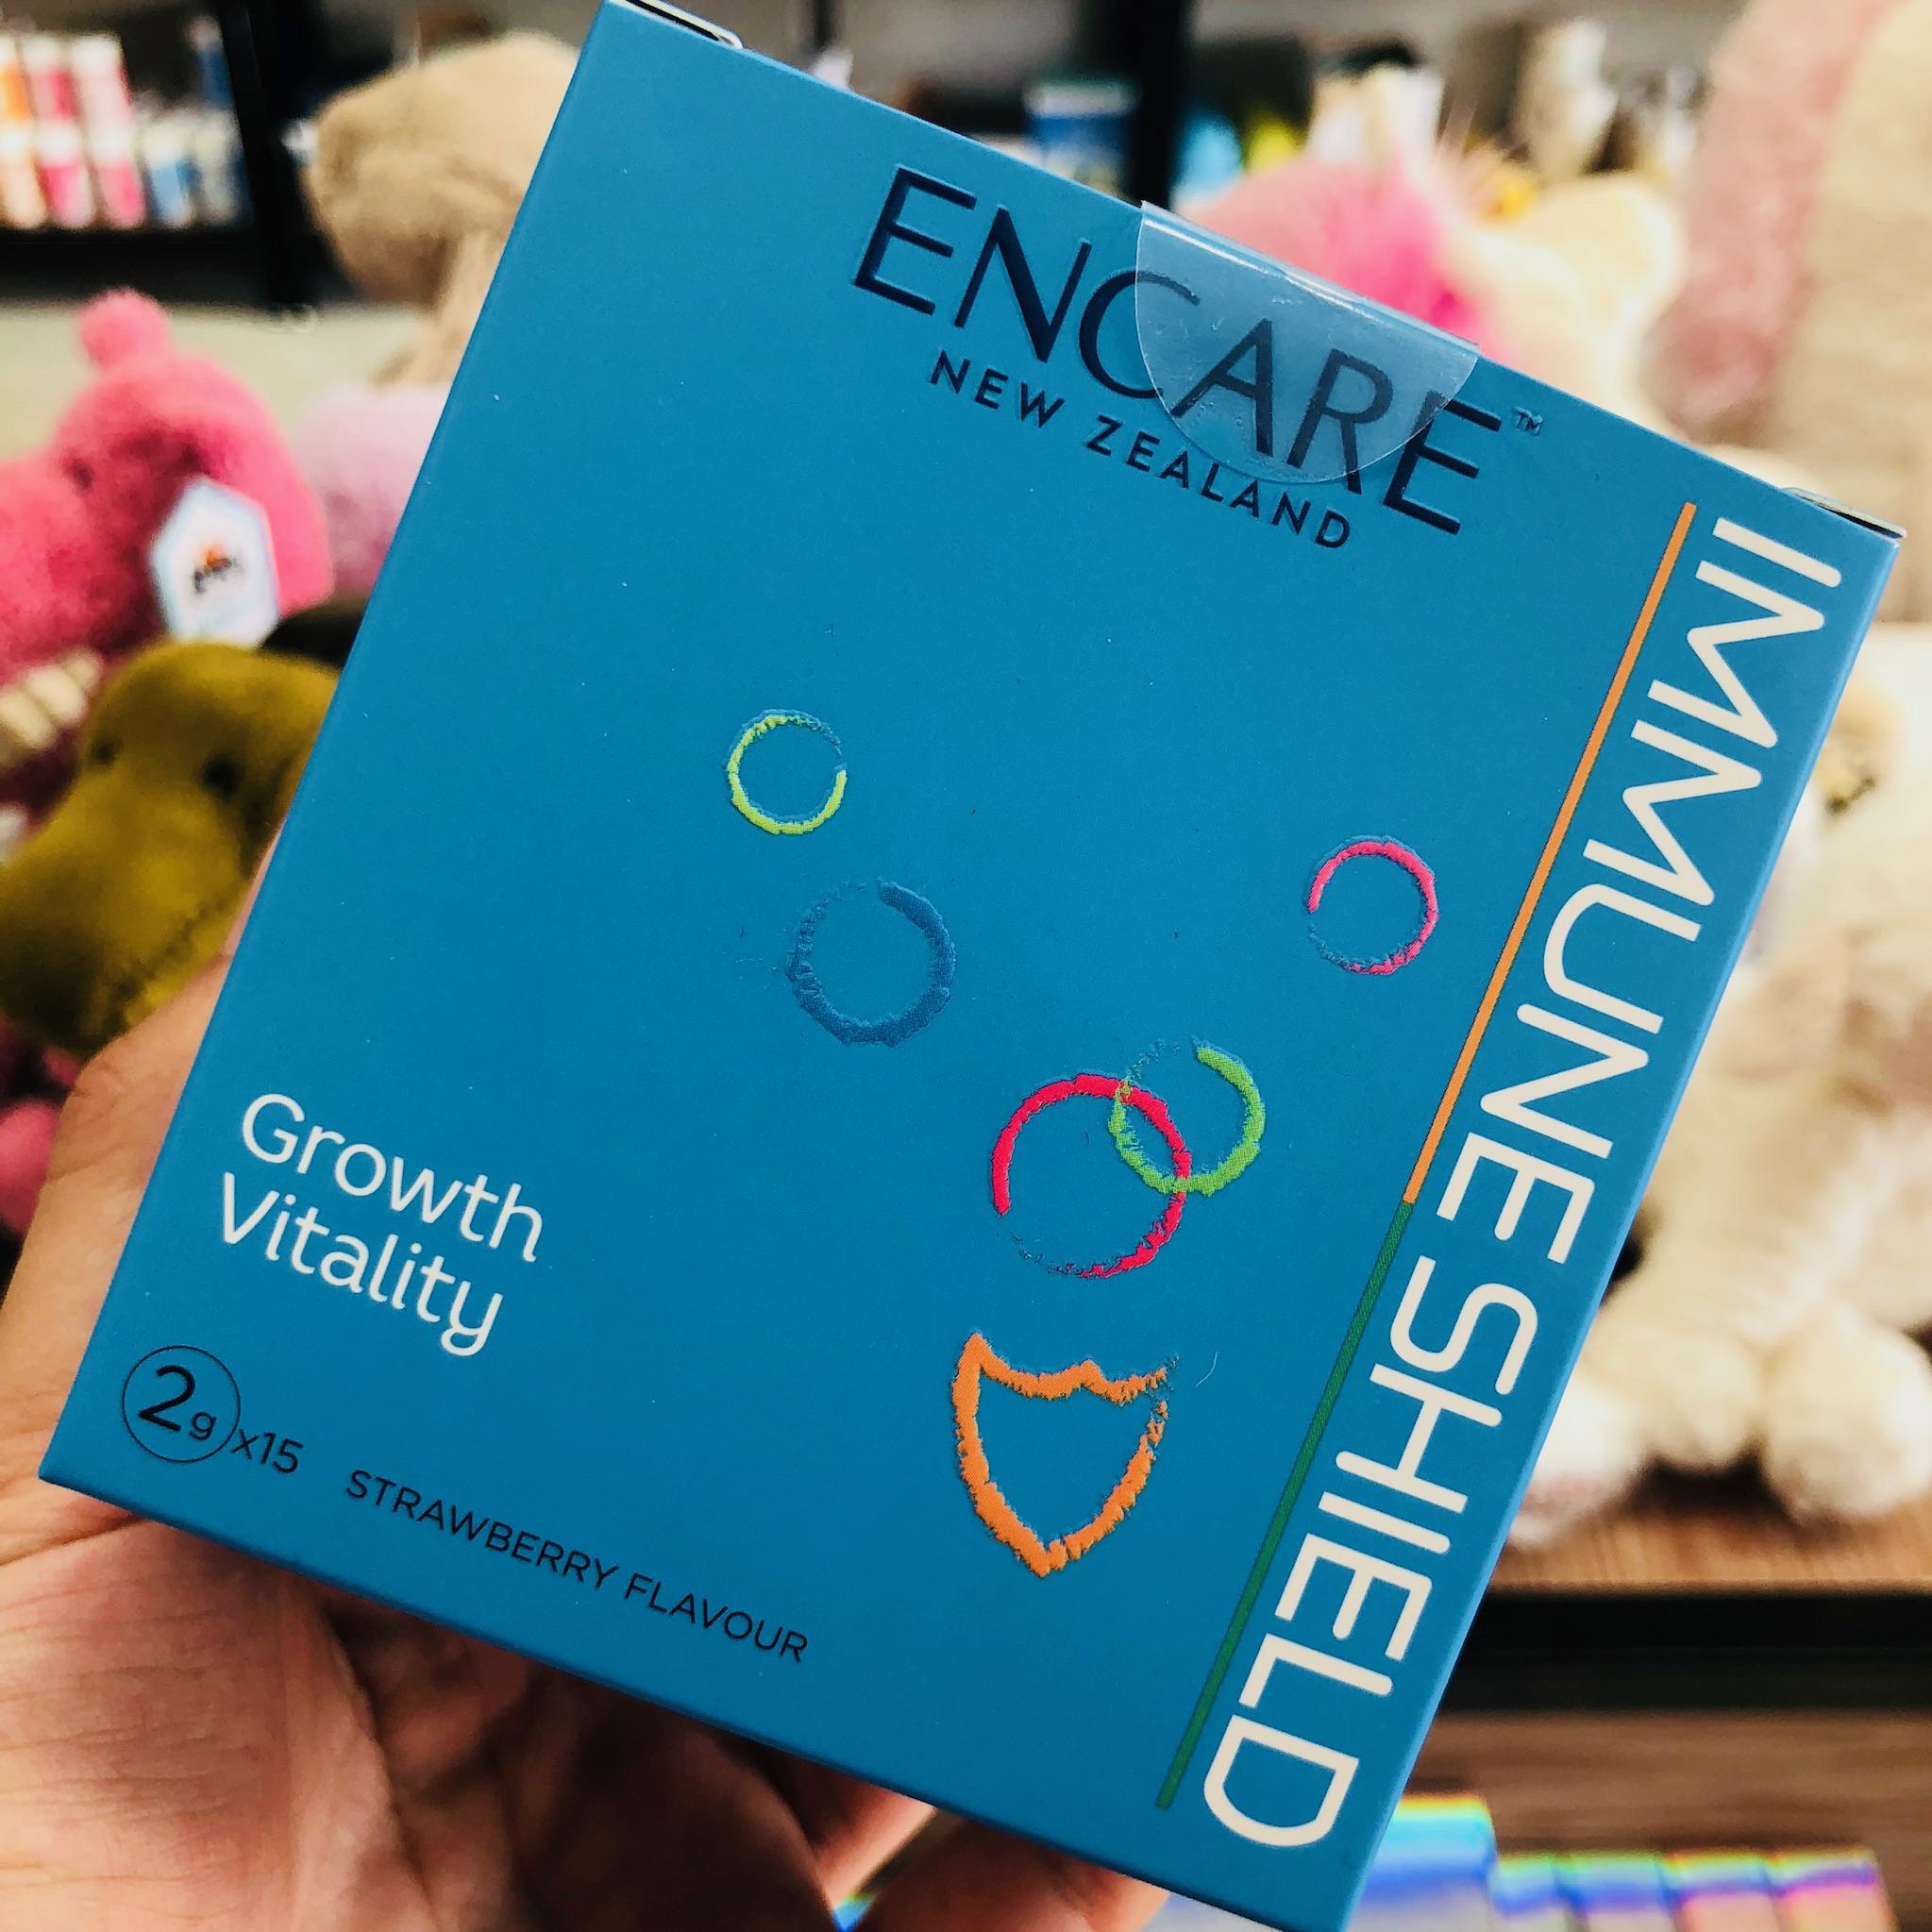 ENCARE™
NEW ZEALAND
IMMUNE SHIELD
Growth
Vitality
2g x15
STRAWBERRY FLAVOUR